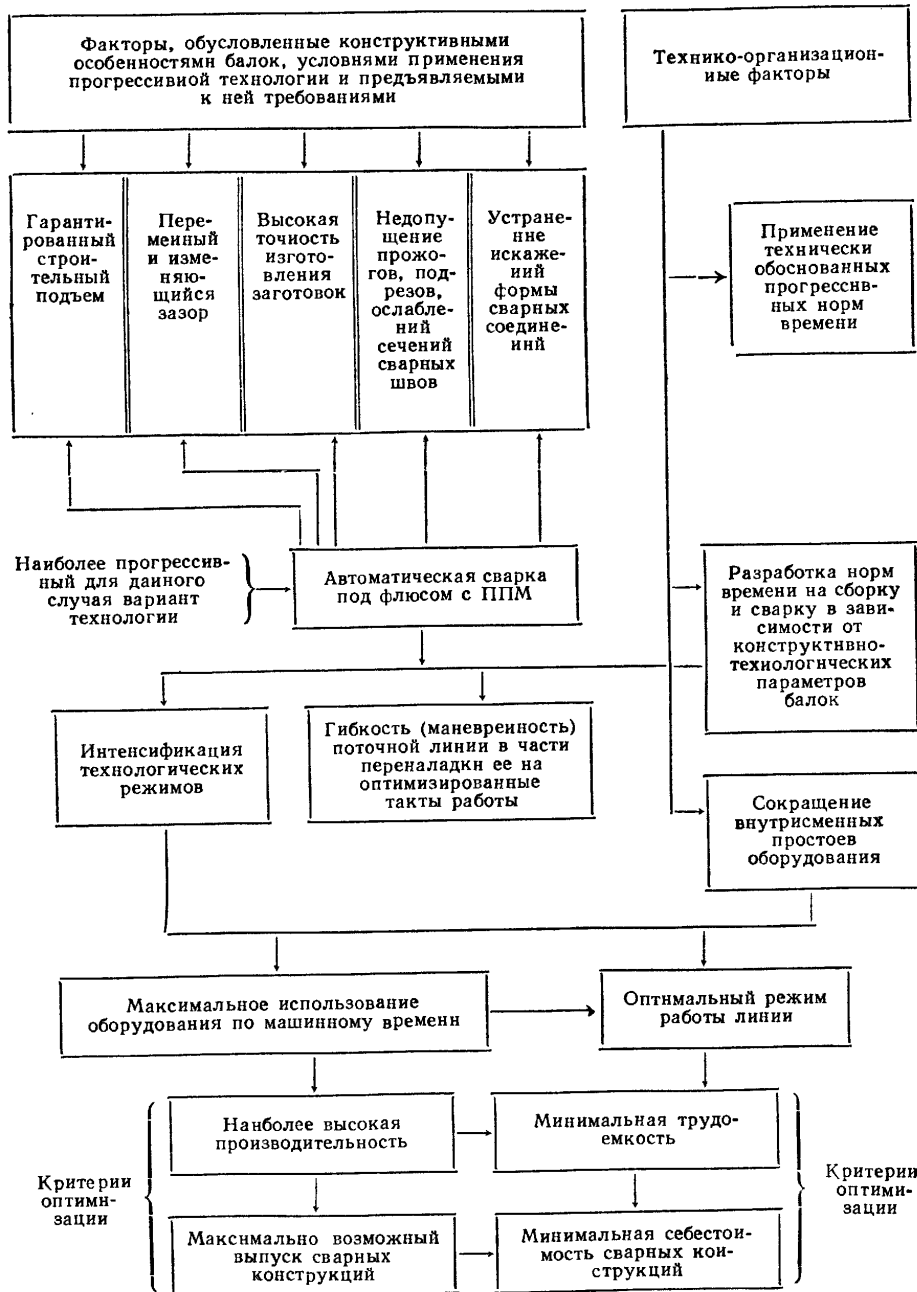 Факторы, обусловленные конструктивными
особенностями балок, условиями применения
прогрессивной технологии и предъявляемыми
к ней требованиями
Технико-организацион-
ные факторы
Гаранти-
рованный
строи-
тельный
подъем
Пере-
менный
и изме-
няю-
щийся
зазор
Высокая
точность
изгото-
вления
заготовок
Недопу-
щение
прожо-
гов, под-
резов,
ослабле-
ний
сечений
сварных
швов
Устране-
ние
искаже-
ний
формы
сварных
соедине-
ний
Применение
технически
обоснованных
прогрессив-
ных норм
времени
Наиболее прогрессив-
ный для данного
случая вариант
технологии
Автоматическая сварка
под флюсом с ППМ
Разработка норм
времени на сборку
и сварку в зави-
симости от
конструктивно-
технологических
параметров
балок
Интенсификация
технологических
режимов
Гибкость (маневренность)
поточной линии в части
переналадки ее на
оптимизированные
такты работы
Сокращение
внутрисменных
простоев
оборудования
Максимальное использование
оборудования по машинному времени
Оптимальный режим
работы линии
Критерии
оптими-
зации
Наиболее высокая
производительность
Минимальная трудо-
емкость
Критерии
оптими-
зации
Максимально возможный
выпуск сварных
конструкций
Минимальная себестои-
мость сварных кон-
струкций